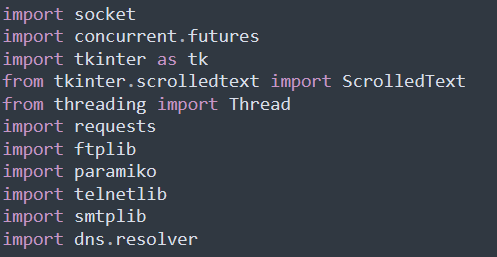 import socket
import concurrent.futures
import tkinter as tk
from tkinter.scrolledtext import ScrolledText
from threading import Thread
import requests
import ftplib
import paramiko
import telnetlib
import smtplib
import dns.resolver